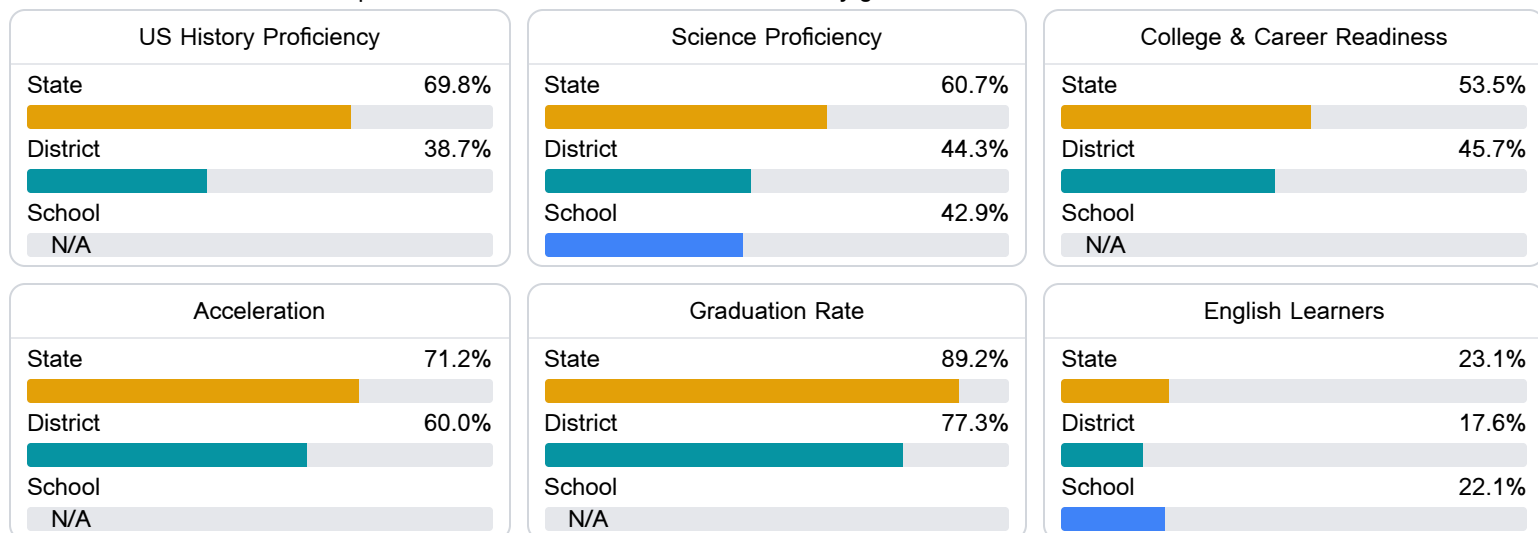 US History Proficiency
State 69.8%
District 38.7%
School
N/A
Science Proficiency
State 60.7%
District 44.3%
School 42.9%
College & Career Readiness
State 53.5%
District 45.7%
School
N/A
Acceleration
State 71.2%
District 60.0%
School
N/A
Graduation Rate
State 89.2%
District 77.3%
School
N/A
English Learners
State 23.1%
District 17.6%
School 22.1%